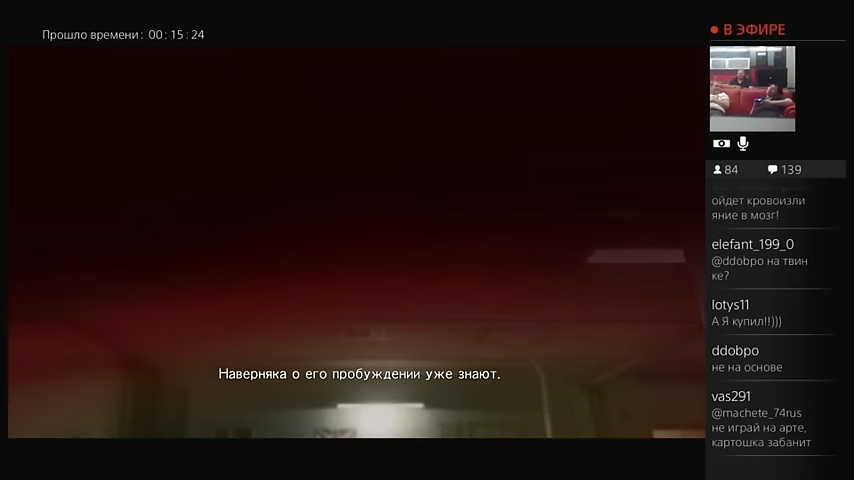 Прошло времени: 00:15:24
В ЭФИРЕ
84 139
ойдет кровоизли
яние в мозг!
elefant_199_0
@ddobpo на твин
ке?
lotys11
А Я купил!!)))
ddobpo
не на основе
vas291
@machete_74rus
не играй на арте,
картошка забанит
Наверняка о его пробуждении уже знают.